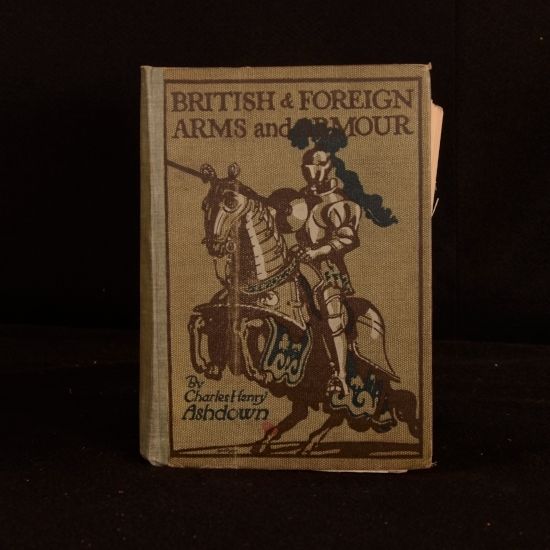 BRITISH & FOREIGN
ARMS and ARMOUR
By
Charles Henry
Ashdown